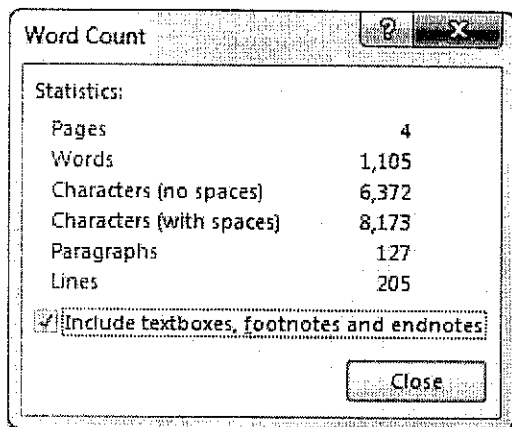 Word Count
Statistics:
Pages 4
Words 1,105
Characters (no spaces) 6,372
Characters (with spaces) 8,173
Paragraphs 127
Lines 205
Include textboxes, footnotes and endnotes
Close